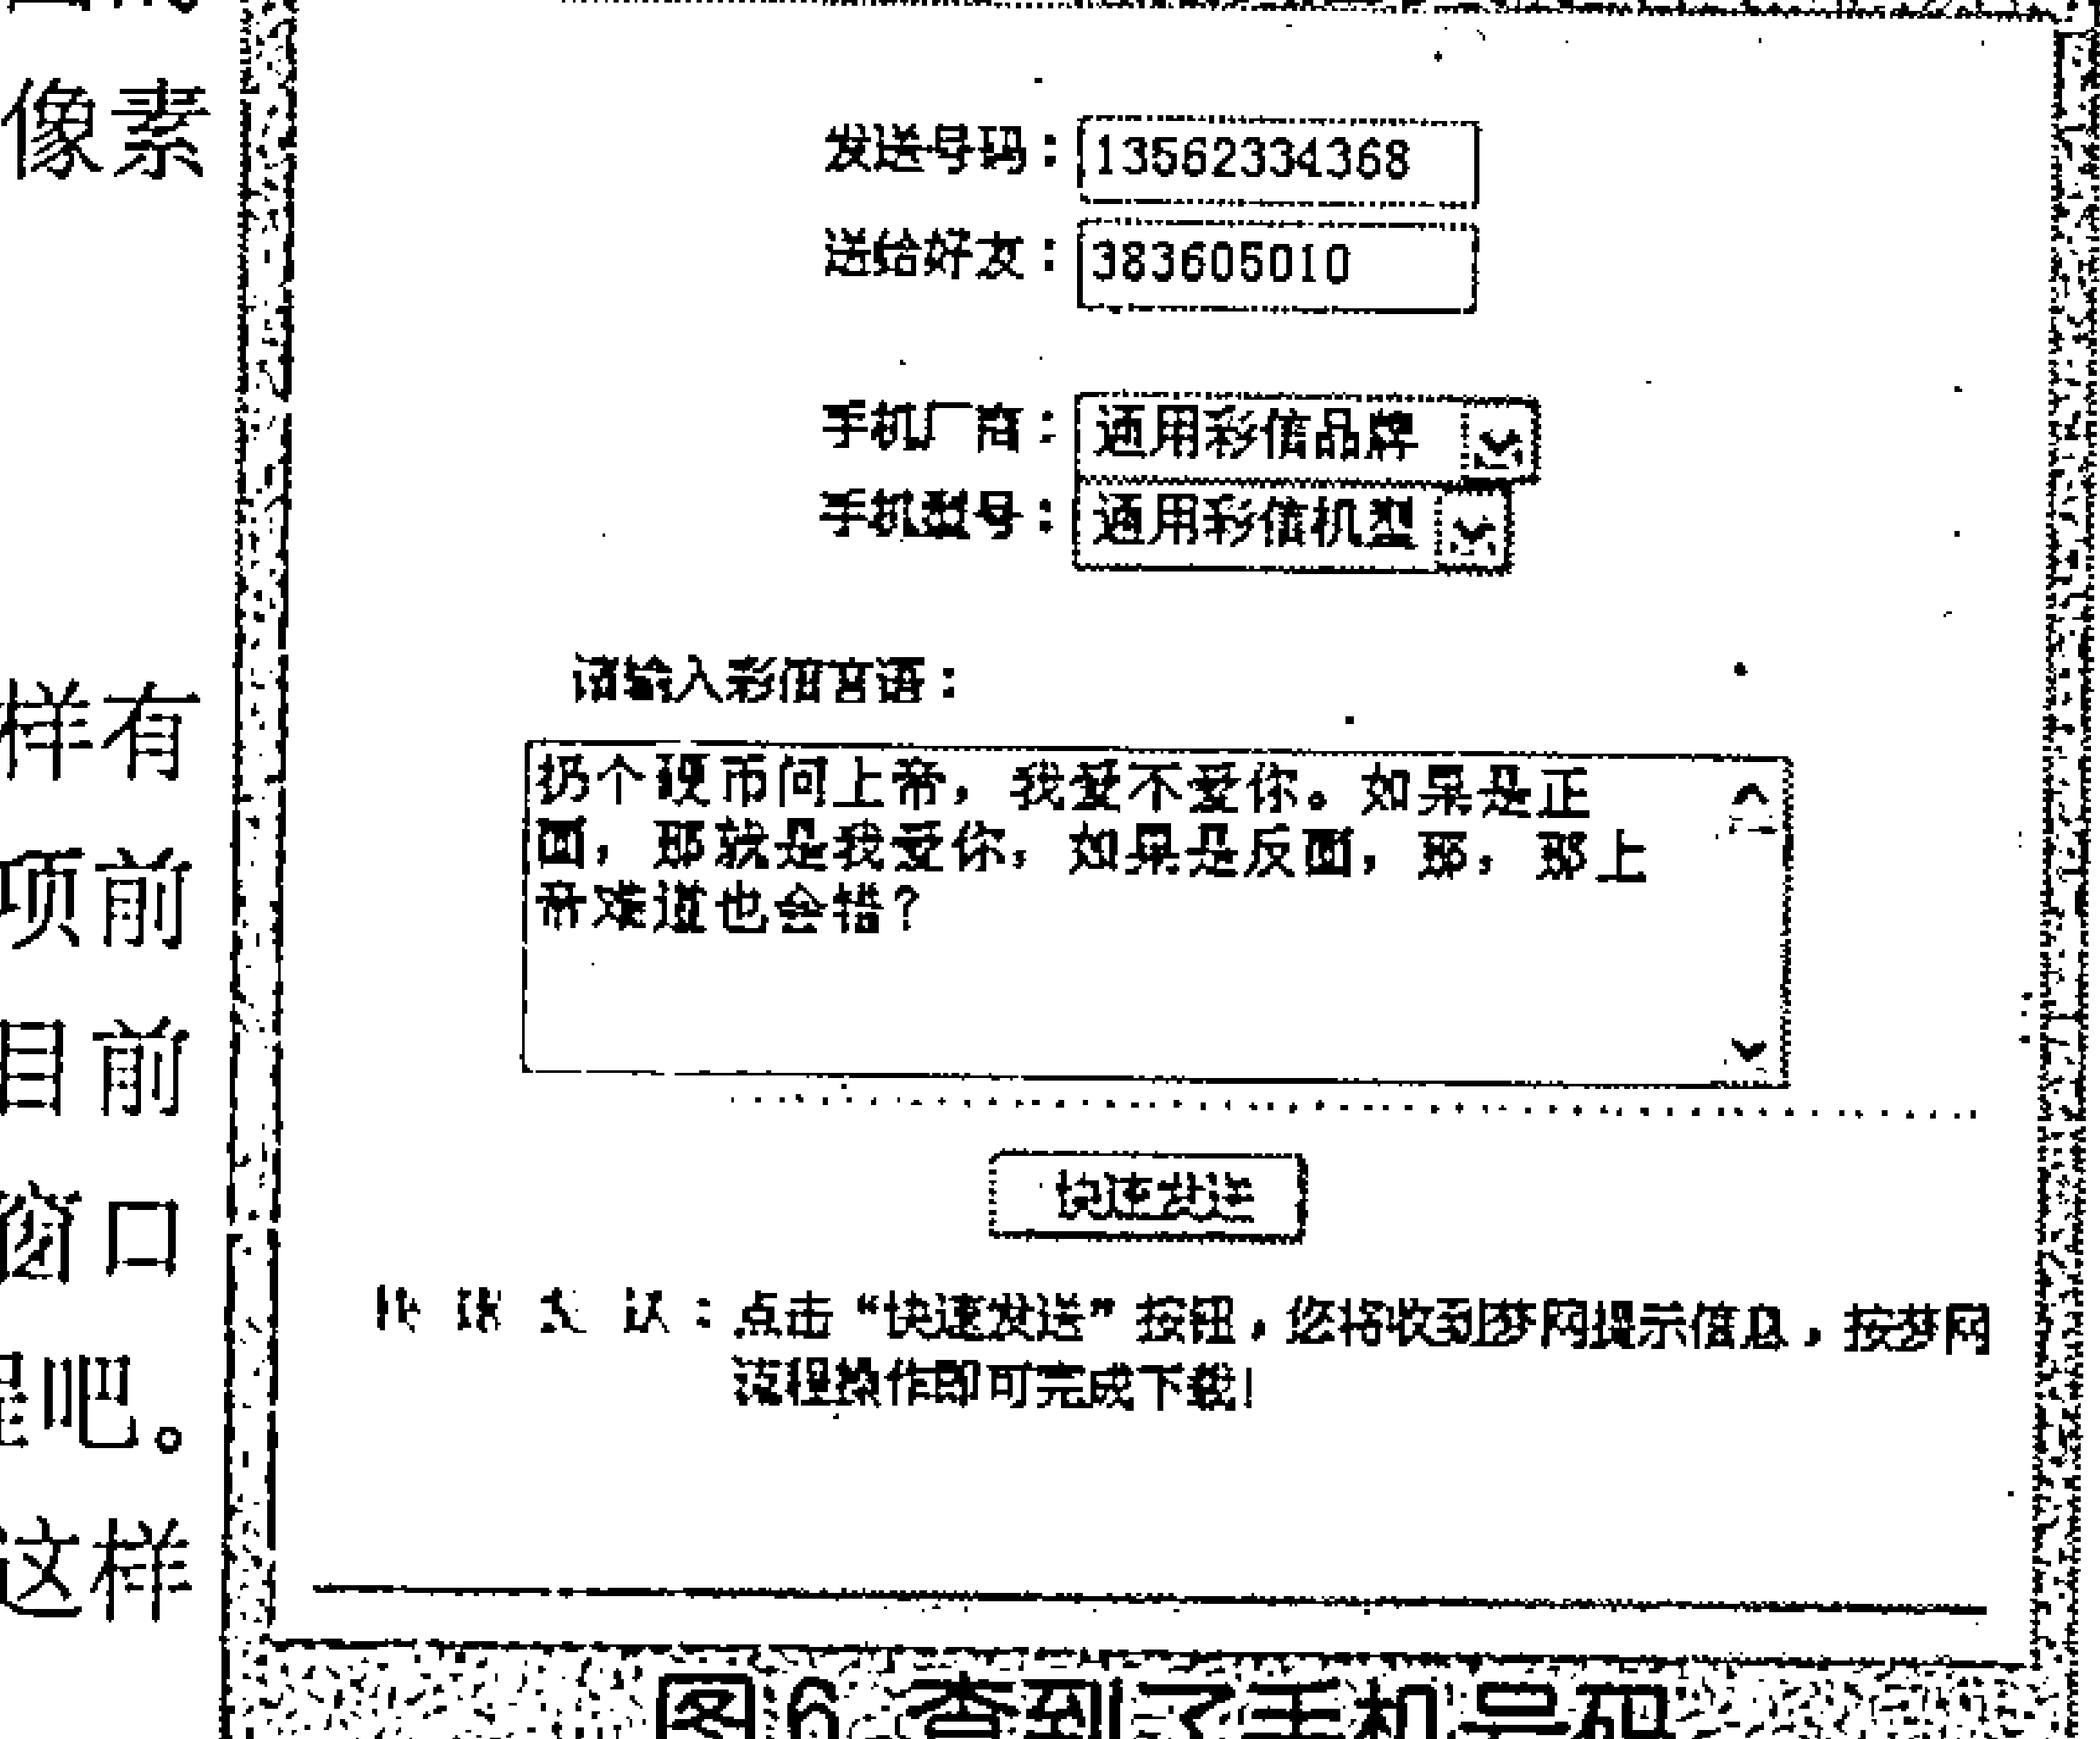 像素
样有
项前
目前
窗口
吧。
这样
发送号码：13562334368
送给好友：383605010
手机厂商：通用彩信品牌
手机型号：通用彩信机型
请输入彩信言语：
扔个硬币问上帝，我爱不爱你。如果是正
面，那就是我爱你，如果是反面，那，那上
帝难道也会错？
快速发送
：点击“快速发送”按钮，您将收到梦网提示信息，按梦网
流程操作即可完成下载!
图6 查到了手机号码